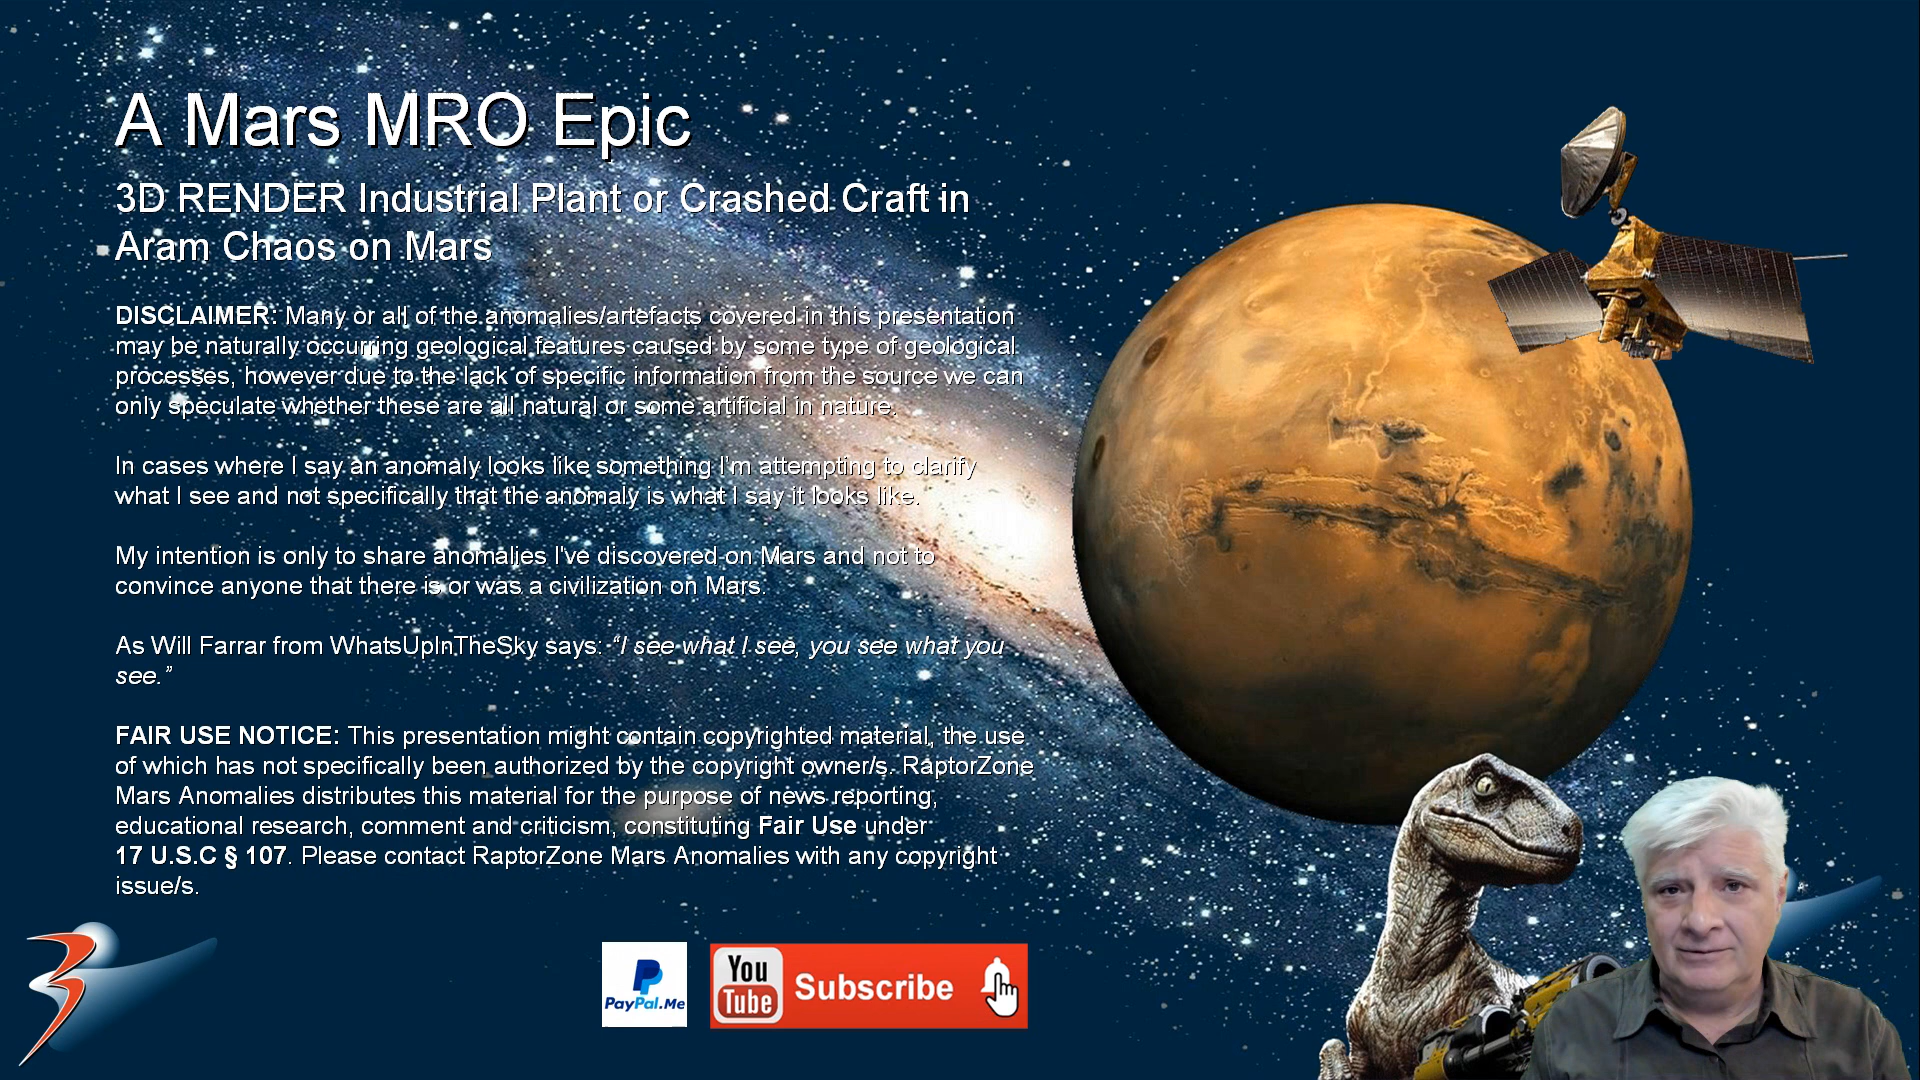 A Mars MRO Epic
3D RENDER Industrial Plant or Crashed Craft in
Aram Chaos on Mars
DISCLAIMER: Many or all of the anomalies/artefacts covered in this presentation
may be naturally occurring geological features caused by some type of geological
processes, however due to the lack of specific information from the source we can
only speculate whether these are all natural or some artificial in nature.
In cases where I say an anomaly looks like something I'm attempting to clarify
what I see and not specifically that the anomaly is what I say it looks like.
My intention is only to share anomalies I've discovered on Mars and not to
convince anyone that there is or was a civilization on Mars.
As Will Farrar from WhatsUpInTheSky says: “I see what I see, you see what you
see.”
FAIR USE NOTICE: This presentation might contain copyrighted material, the use
of which has not specifically been authorized by the copyright owner/s. RaptorZone
Mars Anomalies distributes this material for the purpose of news reporting,
educational research, comment and criticism, constituting Fair Use under
17 U.S.C § 107. Please contact RaptorZone Mars Anomalies with any copyright
issue/s.
PayPal.Me
You
Tube
Subscribe